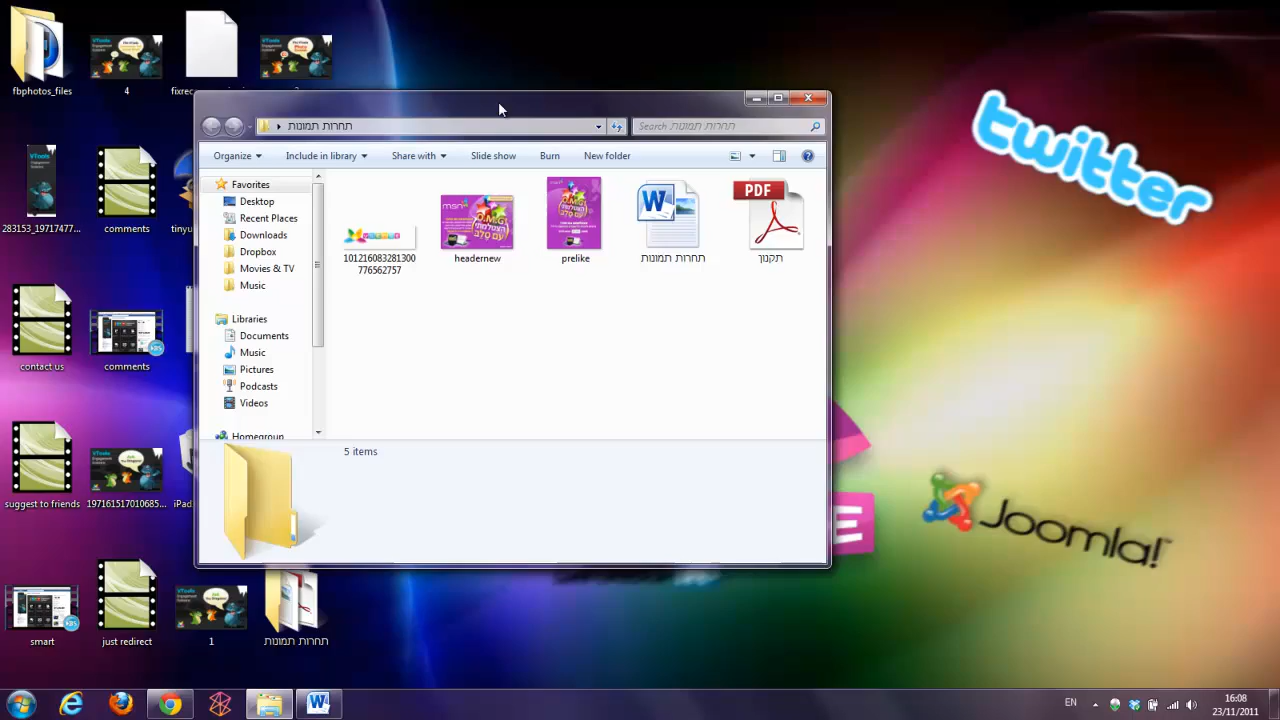 fbphotos_files
4
twitter
תחרות תמונות
Search תחרות תמונות
Organize
Include in library
Share with
Slide show
Burn
New folder
Favorites
Desktop
Recent Places
Downloads
Dropbox
Movies & TV
Music
Libraries
Documents
Music
Pictures
Podcasts
Videos
Homegroup
101216083281300
776562757
msn
headernew
prelike
W
תחרות תמונות
PDF
תקנון
5 items
283153_19717477...
comments
contact us
comments
suggest to friends
197161517010685...
Joomla!
smart
just redirect
1
תחרות תמונות
EN
16:08
23/11/2011